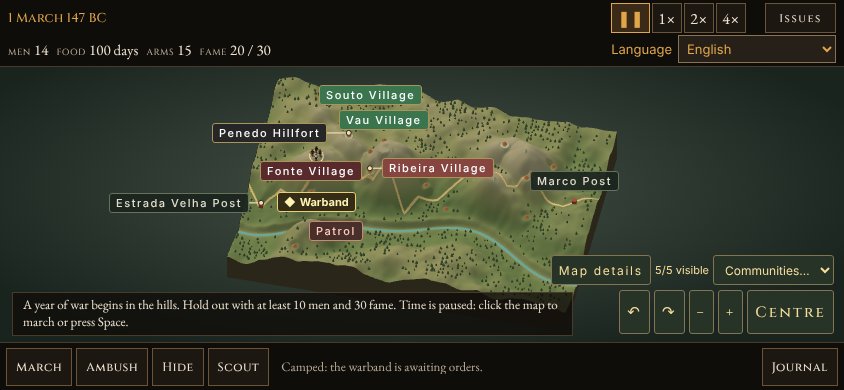 1 March 147 BC
❚❚ 1× 2× 4× Issues
MEN 14 FOOD 100 days ARMS 15 FAME 20 / 30
Language English
Souto Village
Vau Village
Penedo Hillfort
Fonte Village
Ribeira Village
Marco Post
Estrada Velha Post
◆ Warband
Patrol
Map details 5/5 visible Communities...
A year of war begins in the hills. Hold out with at least 10 men and 30 fame. Time is paused: click the map to
march or press Space.
↶ ↷ − + Centre
March Ambush Hide Scout Camped: the warband is awaiting orders. Journal